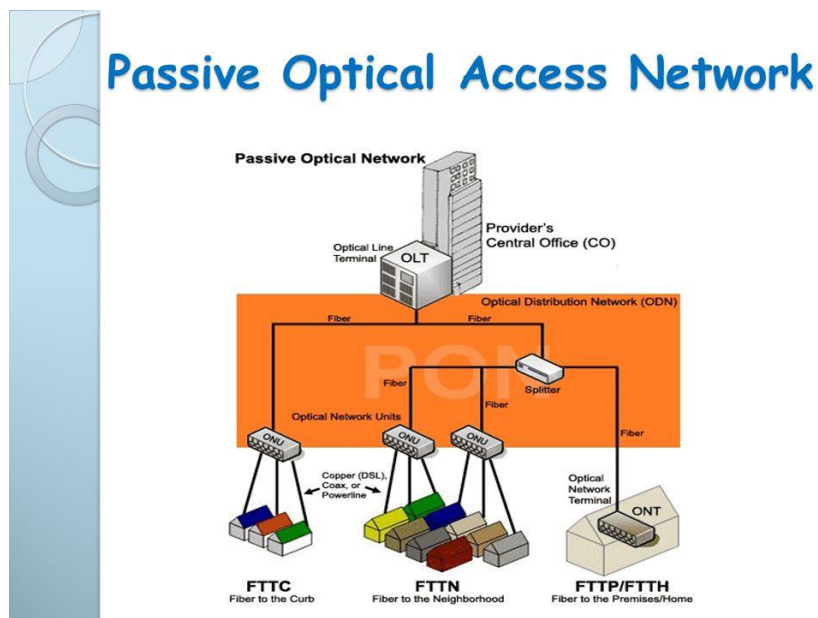 Passive Optical Access Network
Passive Optical Network
Provider's
Central Office (CO)
Optical Line
Terminal
OLT
Optical Distribution Network (ODN)
Fiber
Fiber
PON
Splitter
Fiber
Fiber
Fiber
Optical Network Units
ONU
ONU
ONU
Copper (DSL),
Coax, or
Powerline
Optical
Network
Terminal
ONT
FTTC
Fiber to the Curb
FTTN
Fiber to the Neighborhood
FTTP/FTTH
Fiber to the Premises/Home